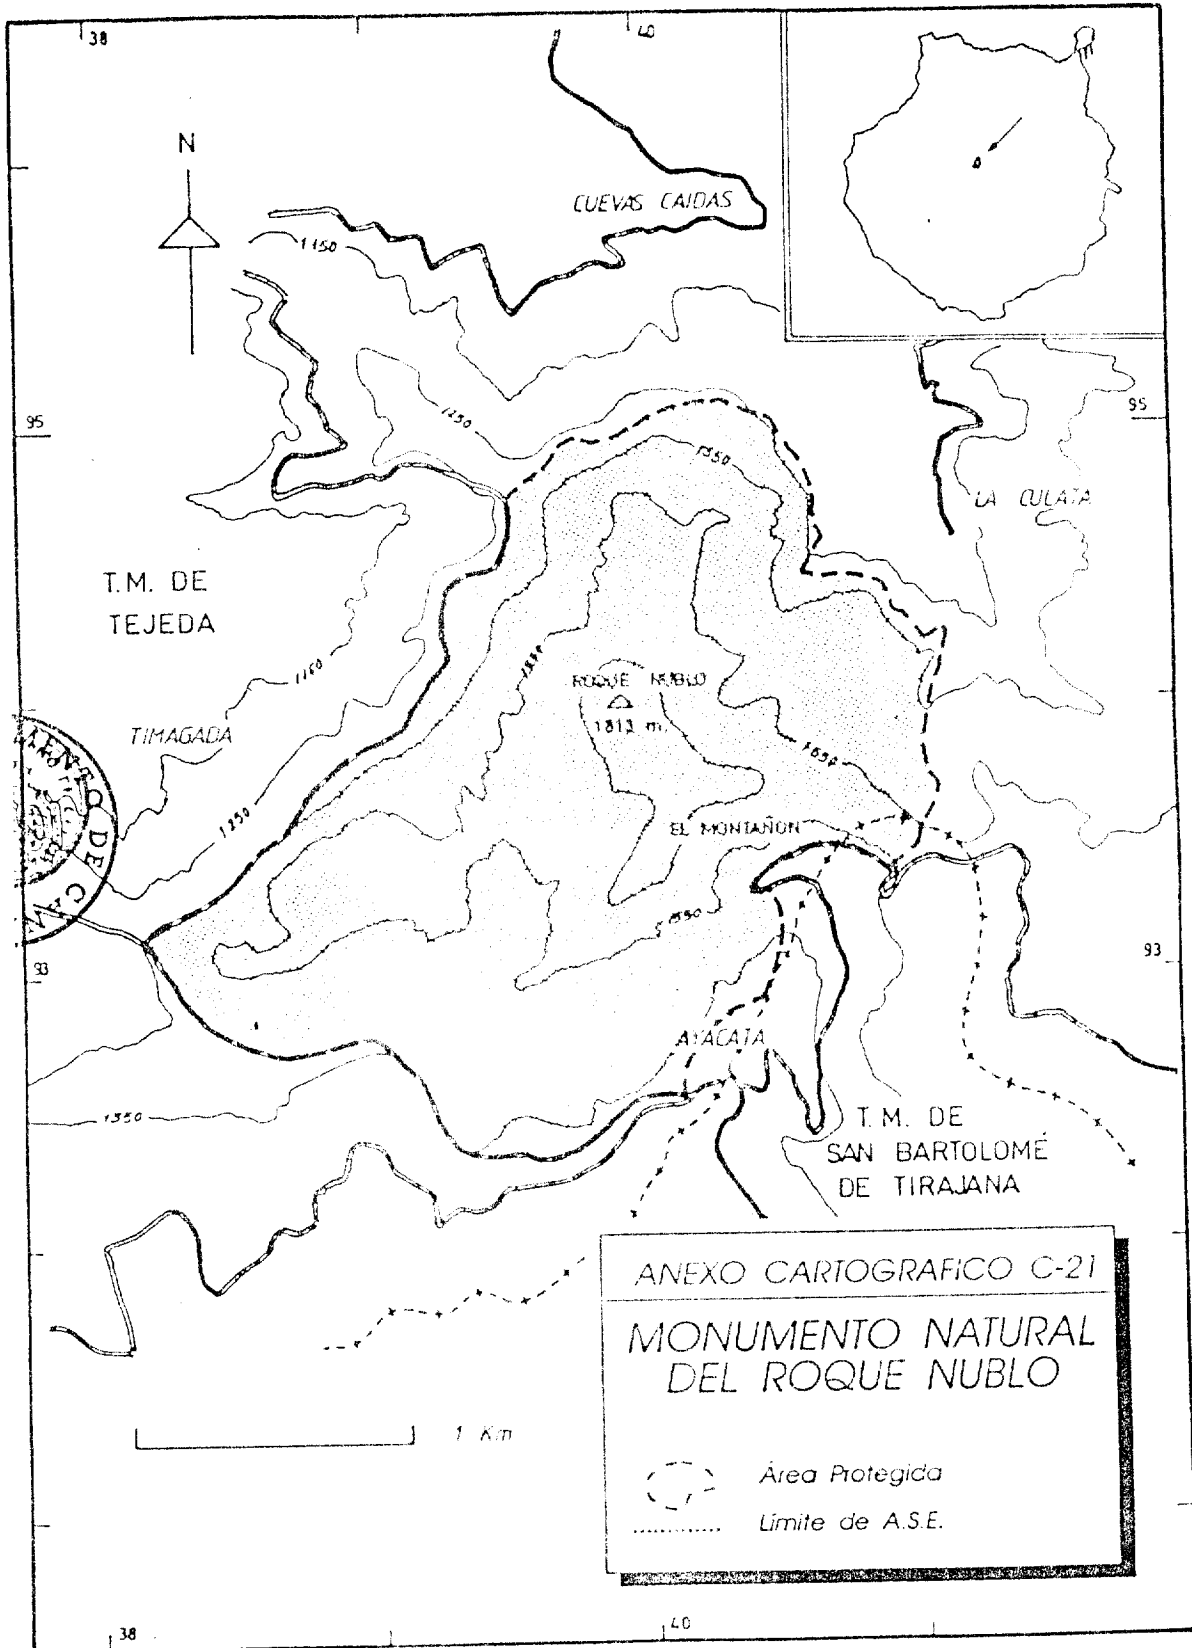 38
40
N
CUEVAS CAIDAS
1150
95
1250
95
1350
LA CULATA
T.M. DE
TEJEDA
1160
ROQUE NUBLO
1813 m.
TIMAGADA
1650
1250
EL MONTAÑON
1550
93
93
AYACATA
1350
T.M. DE
SAN BARTOLOMÉ
DE TIRAJANA
ANEXO CARTOGRAFICO C-21
MONUMENTO NATURAL
DEL ROQUE NUBLO
1 Km
Área Protegida
Límite de A.S.E.
38
40